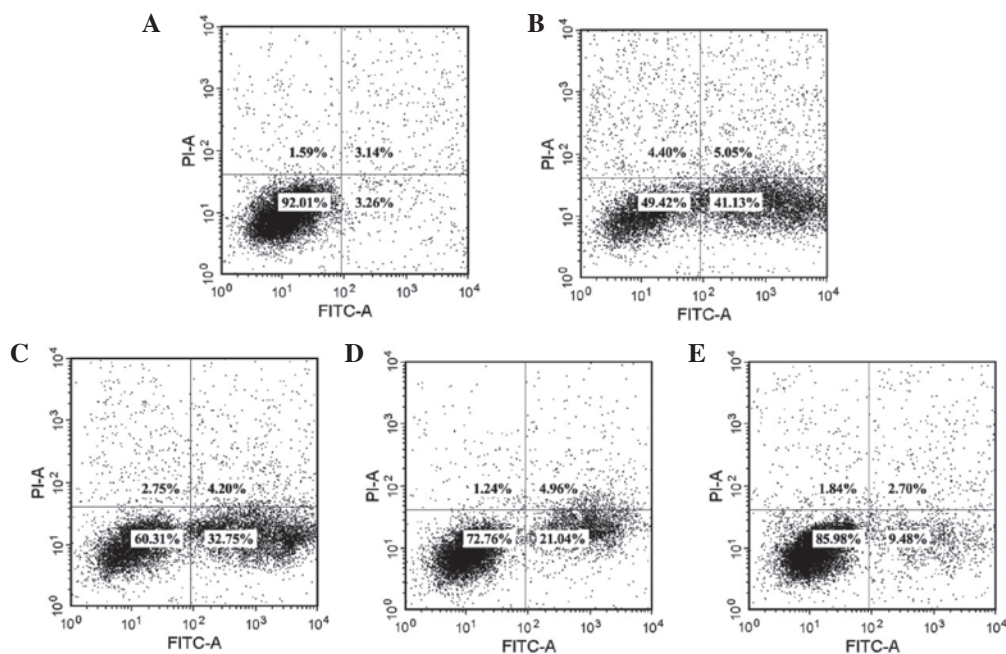 A
PI-A
10^4
10^3
10^2
10^1
10^0
1.59% 3.14%
92.01% 3.26%
10^0 10^1 10^2 10^3 10^4
FITC-A
B
PI-A
10^4
10^3
10^2
10^1
10^0
4.40% 5.05%
49.42% 41.13%
10^0 10^1 10^2 10^3 10^4
FITC-A
C
PI-A
10^4
10^3
10^2
10^1
10^0
2.75% 4.20%
60.31% 32.75%
10^0 10^1 10^2 10^3 10^4
FITC-A
D
PI-A
10^4
10^3
10^2
10^1
10^0
1.24% 4.96%
72.76% 21.04%
10^0 10^1 10^2 10^3 10^4
FITC-A
E
PI-A
10^4
10^3
10^2
10^1
10^0
1.84% 2.70%
85.98% 9.48%
10^0 10^1 10^2 10^3 10^4
FITC-A